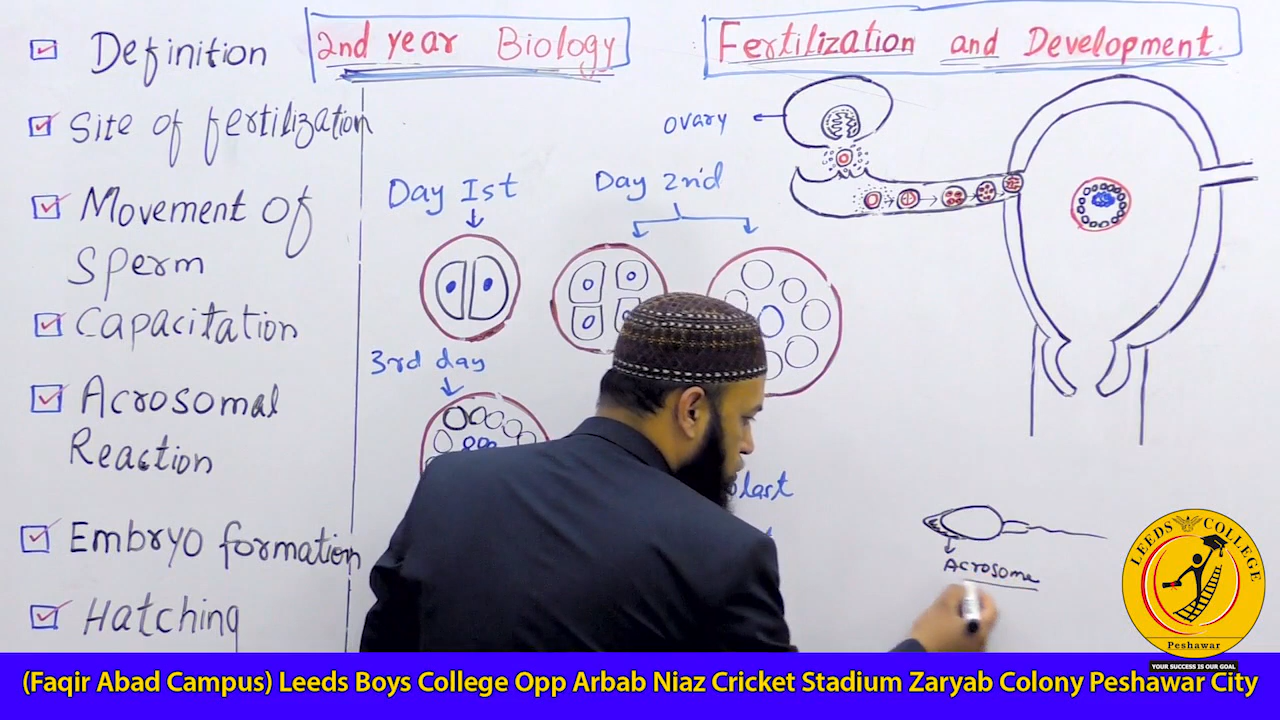 Definition
Site of fertilization
Movement Of
sperm
Capacitation
Acrosomal
Reaction
Embryo formation
Hatching
2nd year Biology
Fertilization and Development.
ovary
Day Ist
Day 2nd
3rd day
last
Acrosome
LEEDS COLLEGE
Peshawar
YOUR SUCCESS IS OUR GOAL
(Faqir Abad Campus) Leeds Boys College Opp Arbab Niaz Cricket Stadium Zaryab Colony Peshawar City